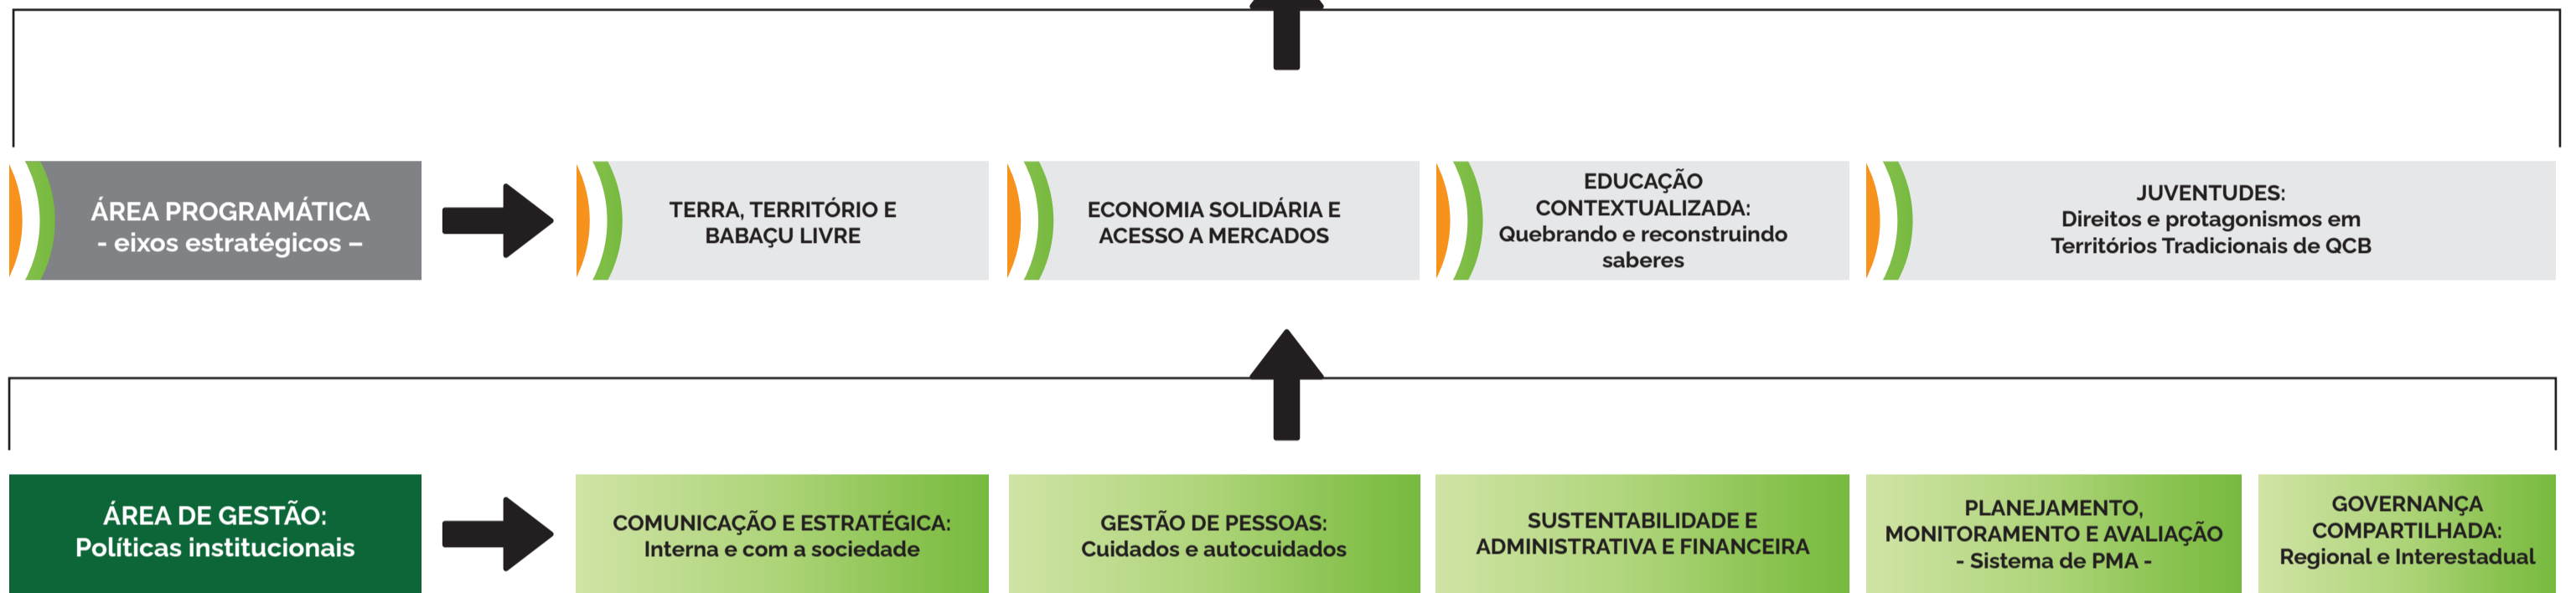 ÁREA PROGRAMÁTICA
- eixos estratégicos –
TERRA, TERRITÓRIO E
BABAÇU LIVRE
ECONOMIA SOLIDÁRIA E
ACESSO A MERCADOS
EDUCAÇÃO
CONTEXTUALIZADA:
Quebrando e reconstruindo
saberes
JUVENTUDES:
Direitos e protagonismos em
Territórios Tradicionais de QCB
ÁREA DE GESTÃO:
Políticas institucionais
COMUNICAÇÃO E ESTRATÉGICA:
Interna e com a sociedade
GESTÃO DE PESSOAS:
Cuidados e autocuidados
SUSTENTABILIDADE E
ADMINISTRATIVA E FINANCEIRA
PLANEJAMENTO,
MONITORAMENTO E AVALIAÇÃO
- Sistema de PMA -
GOVERNANÇA
COMPARTILHADA:
Regional e Interestadual